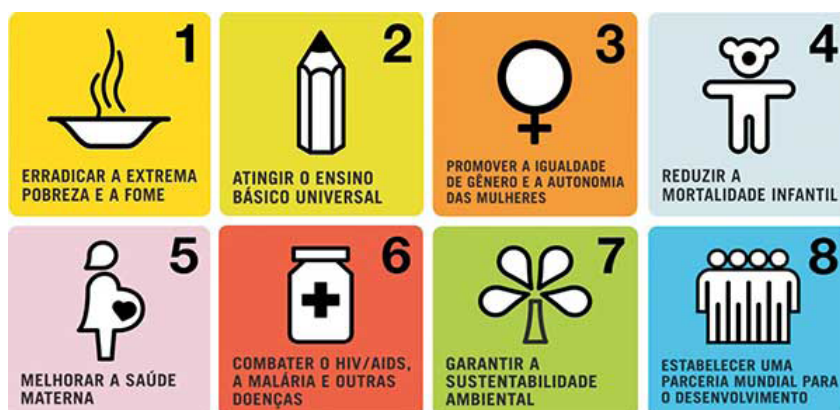 1
ERRADICAR A EXTREMA
POBREZA E A FOME
2
ATINGIR O ENSINO
BÁSICO UNIVERSAL
3
PROMOVER A IGUALDADE
DE GÊNERO E A AUTONOMIA
DAS MULHERES
4
REDUZIR A
MORTALIDADE INFANTIL
5
MELHORAR A SAÚDE
MATERNA
6
COMBATER O HIV/AIDS,
A MALÁRIA E OUTRAS
DOENÇAS
7
GARANTIR A
SUSTENTABILIDADE
AMBIENTAL
8
ESTABELECER UMA
PARCERIA MUNDIAL PARA
O DESENVOLVIMENTO